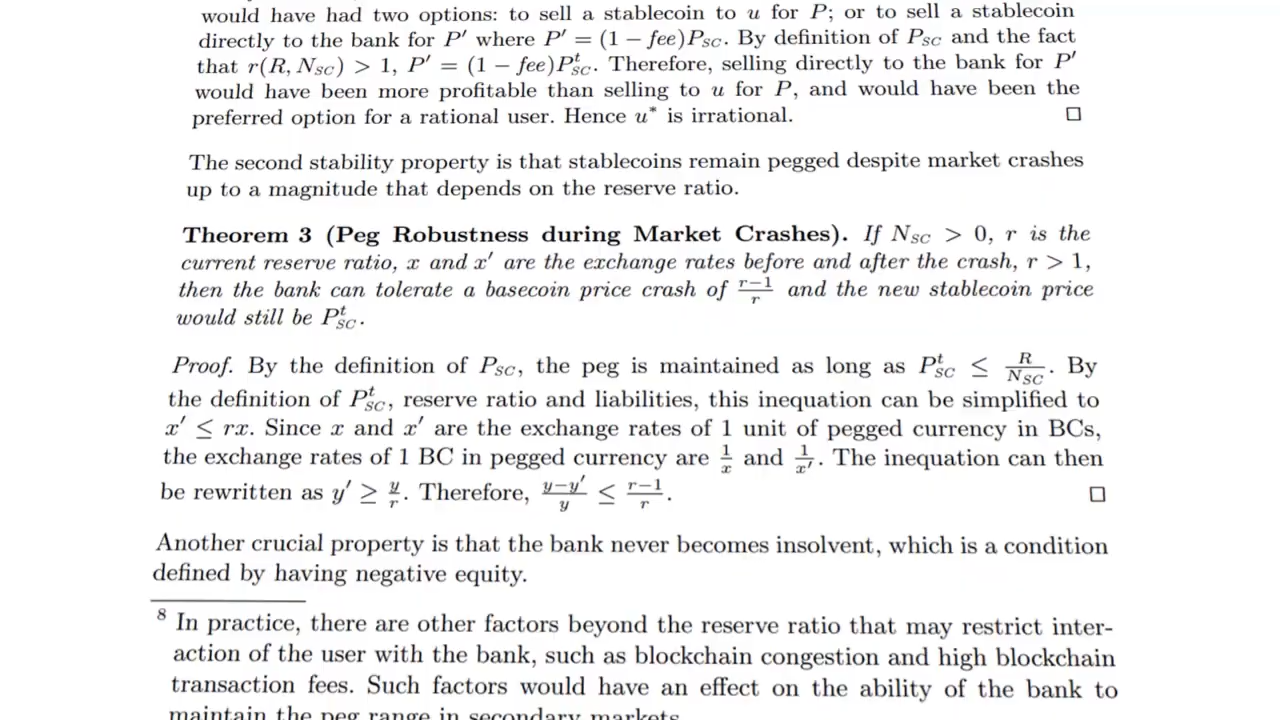 would have had two options: to sell a stablecoin to u for P; or to sell a stablecoin
directly to the bank for P′ where P′ = (1 − fee)P_SC. By definition of P_SC and the fact
that r(R, N_SC) > 1, P′ = (1 − fee)P^t_SC. Therefore, selling directly to the bank for P′
would have been more profitable than selling to u for P, and would have been the
preferred option for a rational user. Hence u* is irrational. □
The second stability property is that stablecoins remain pegged despite market crashes
up to a magnitude that depends on the reserve ratio.
Theorem 3 (Peg Robustness during Market Crashes). If N_SC > 0, r is the
current reserve ratio, x and x′ are the exchange rates before and after the crash, r > 1,
then the bank can tolerate a basecoin price crash of (r−1)/r and the new stablecoin price
would still be P^t_SC.
Proof. By the definition of P_SC, the peg is maintained as long as P^t_SC ≤ R/N_SC. By
the definition of P^t_SC, reserve ratio and liabilities, this inequation can be simplified to
x′ ≤ rx. Since x and x′ are the exchange rates of 1 unit of pegged currency in BCs,
the exchange rates of 1 BC in pegged currency are 1/x and 1/x′. The inequation can then
be rewritten as y′ ≥ y/r. Therefore, (y−y′)/y ≤ (r−1)/r. □
Another crucial property is that the bank never becomes insolvent, which is a condition
defined by having negative equity.
8 In practice, there are other factors beyond the reserve ratio that may restrict inter-
action of the user with the bank, such as blockchain congestion and high blockchain
transaction fees. Such factors would have an effect on the ability of the bank to
maintain the peg range in secondary markets.